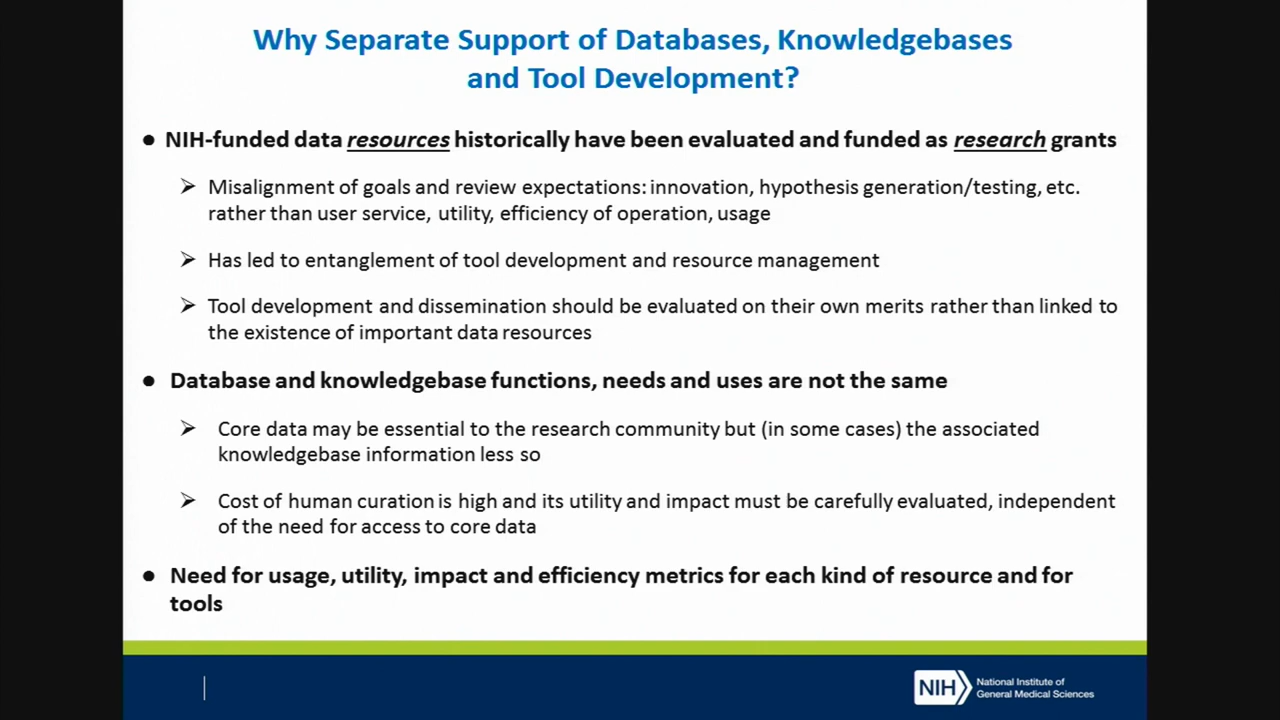 Why Separate Support of Databases, Knowledgebases
and Tool Development?
● NIH-funded data resources historically have been evaluated and funded as research grants
➢ Misalignment of goals and review expectations: innovation, hypothesis generation/testing, etc.
rather than user service, utility, efficiency of operation, usage
➢ Has led to entanglement of tool development and resource management
➢ Tool development and dissemination should be evaluated on their own merits rather than linked to
the existence of important data resources
● Database and knowledgebase functions, needs and uses are not the same
➢ Core data may be essential to the research community but (in some cases) the associated
knowledgebase information less so
➢ Cost of human curation is high and its utility and impact must be carefully evaluated, independent
of the need for access to core data
● Need for usage, utility, impact and efficiency metrics for each kind of resource and for
tools
NIH National Institute of
General Medical Sciences